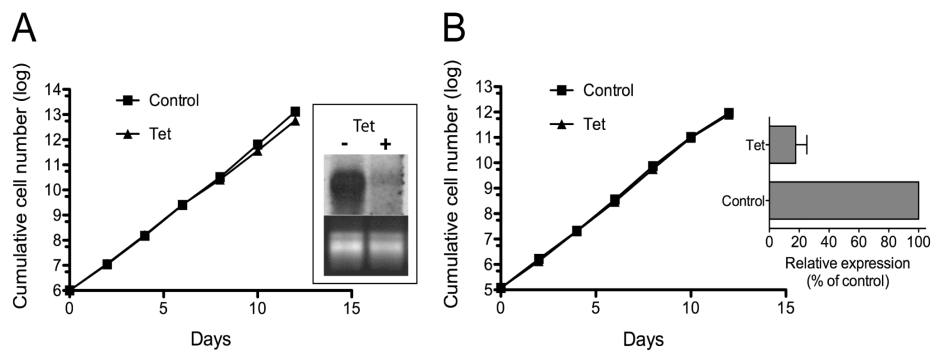 A
Cumulative cell number (log)
14
13
12
11
10
9
8
7
6
0
5
10
15
Days
Control
Tet
Tet
- +
B
Cumulative cell number (log)
13
12
11
10
9
8
7
6
5
0
5
10
15
Days
Control
Tet
Tet
Control
0 20 40 60 80 100
Relative expression
(% of control)